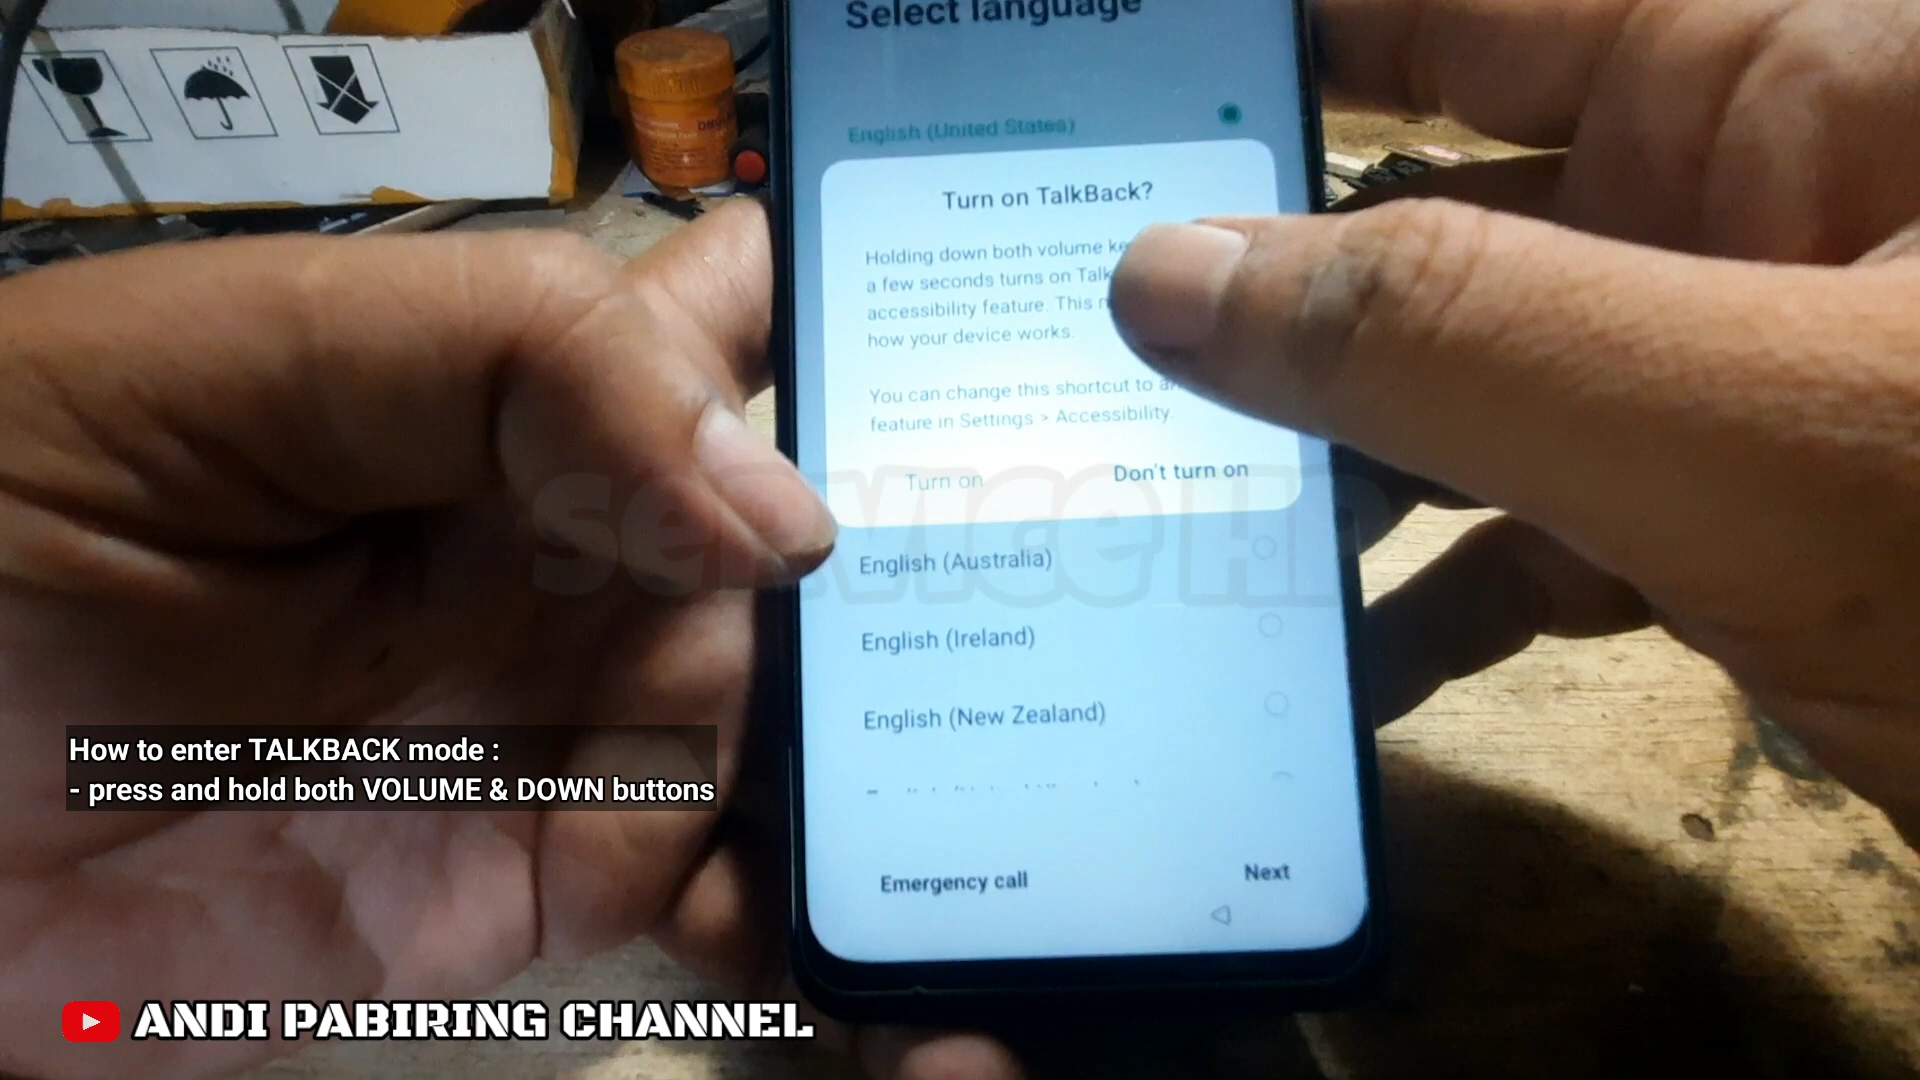 Select language
English (United States)
Turn on TalkBack?
Holding down both volume
a few seconds turns on
accessibility feature. This
how your device works.
You can change this shortcut to
feature in Settings > Accessibility.
Turn on
Don't turn on
SERVICE HP
English (Australia)
English (Ireland)
English (New Zealand)
Emergency call
Next
How to enter TALKBACK mode :
- press and hold both VOLUME & DOWN buttons
ANDI PABIRING CHANNEL